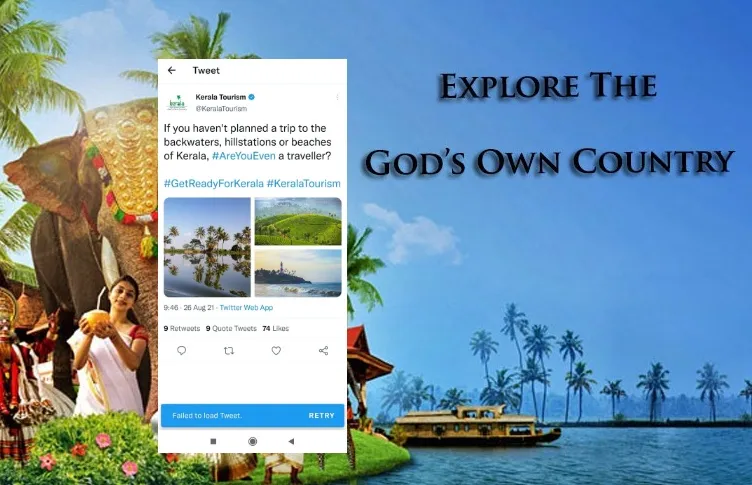 Tweet
kerala
Kerala Tourism
@KeralaTourism
If you haven't planned a trip to the
backwaters, hillstations or beaches
of Kerala, #AreYouEven a traveller?
#GetReadyForKerala #KeralaTourism
9:46 · 26 Aug 21 · Twitter Web App
9 Retweets 9 Quote Tweets 74 Likes
Failed to load Tweet. RETRY
EXPLORE THE
GOD'S OWN COUNTRY